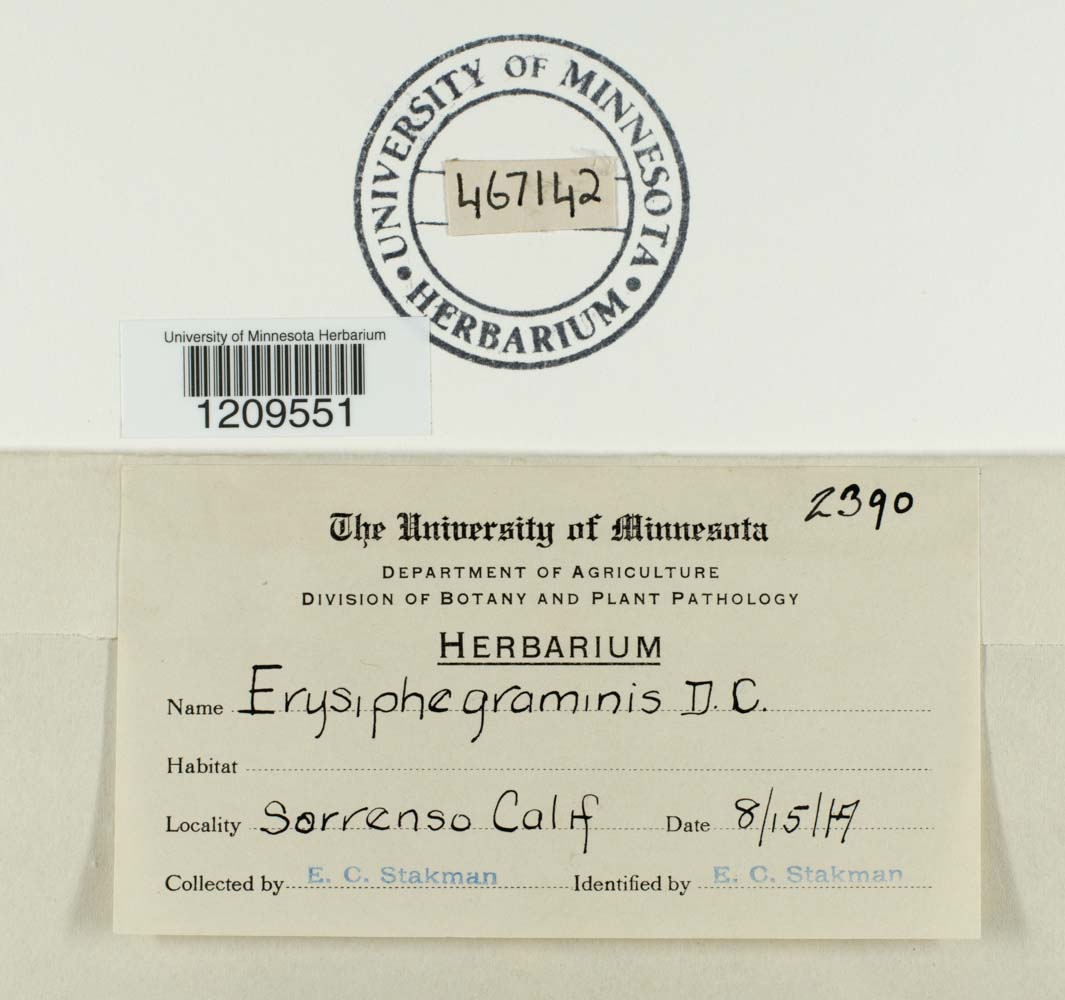 UNIVERSITY OF MINNESOTA
• HERBARIUM •
467142
University of Minnesota Herbarium
1209551
2390
The University of Minnesota
DEPARTMENT OF AGRICULTURE
DIVISION OF BOTANY AND PLANT PATHOLOGY
HERBARIUM
Name Erysiphe graminis D.C.
Habitat
Locality Sorrenso Calif Date 8/15/17
Collected by E. C. Stakman Identified by E. C. Stakman